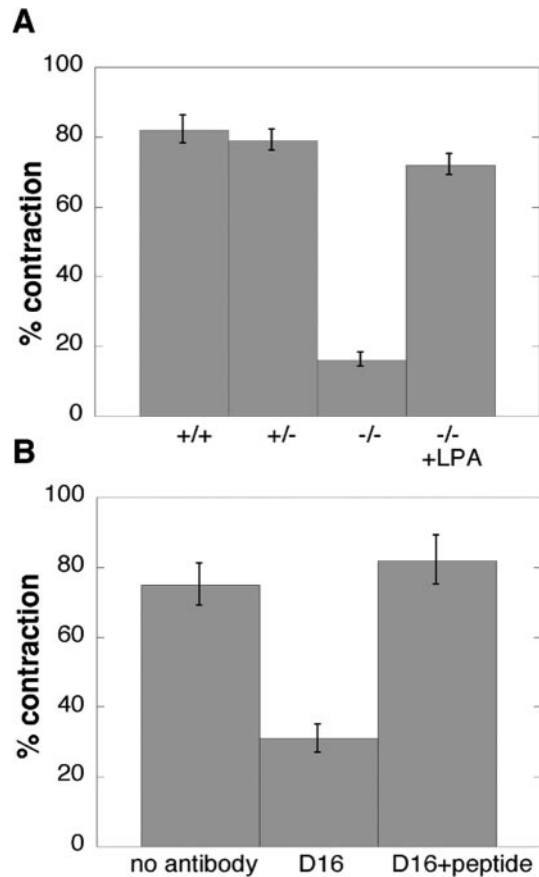 A
100
80
60
40
20
0
% contraction
+/+ +/- -/- -/-
+LPA
B
100
80
60
40
20
0
% contraction
no antibody D16 D16+peptide